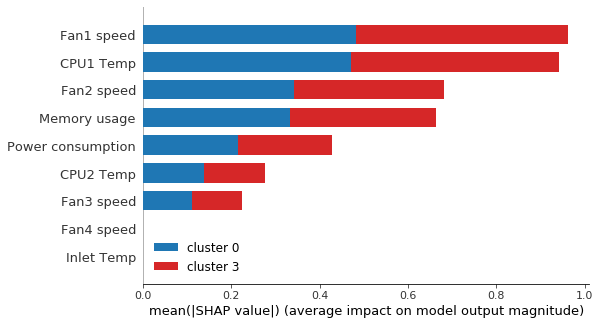 Fan1 speed
CPU1 Temp
Fan2 speed
Memory usage
Power consumption
CPU2 Temp
Fan3 speed
Fan4 speed
Inlet Temp
cluster 0
cluster 3
0.0 0.2 0.4 0.6 0.8 1.0
mean(|SHAP value|) (average impact on model output magnitude)